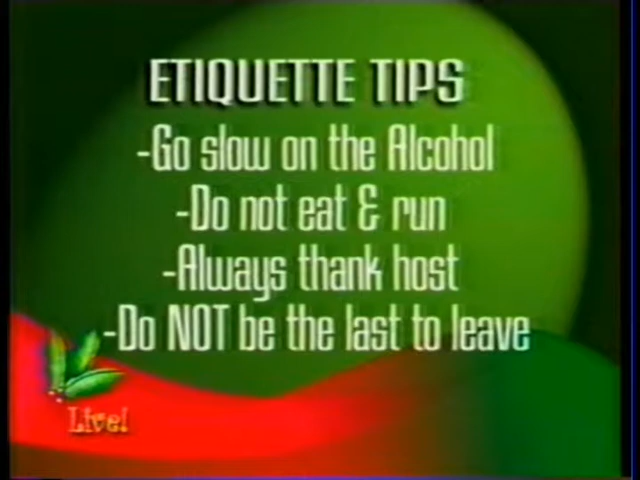 ETIQUETTE TIPS
-Go slow on the Alcohol
-Do not eat & run
-Always thank host
-Do NOT be the last to leave
Live!